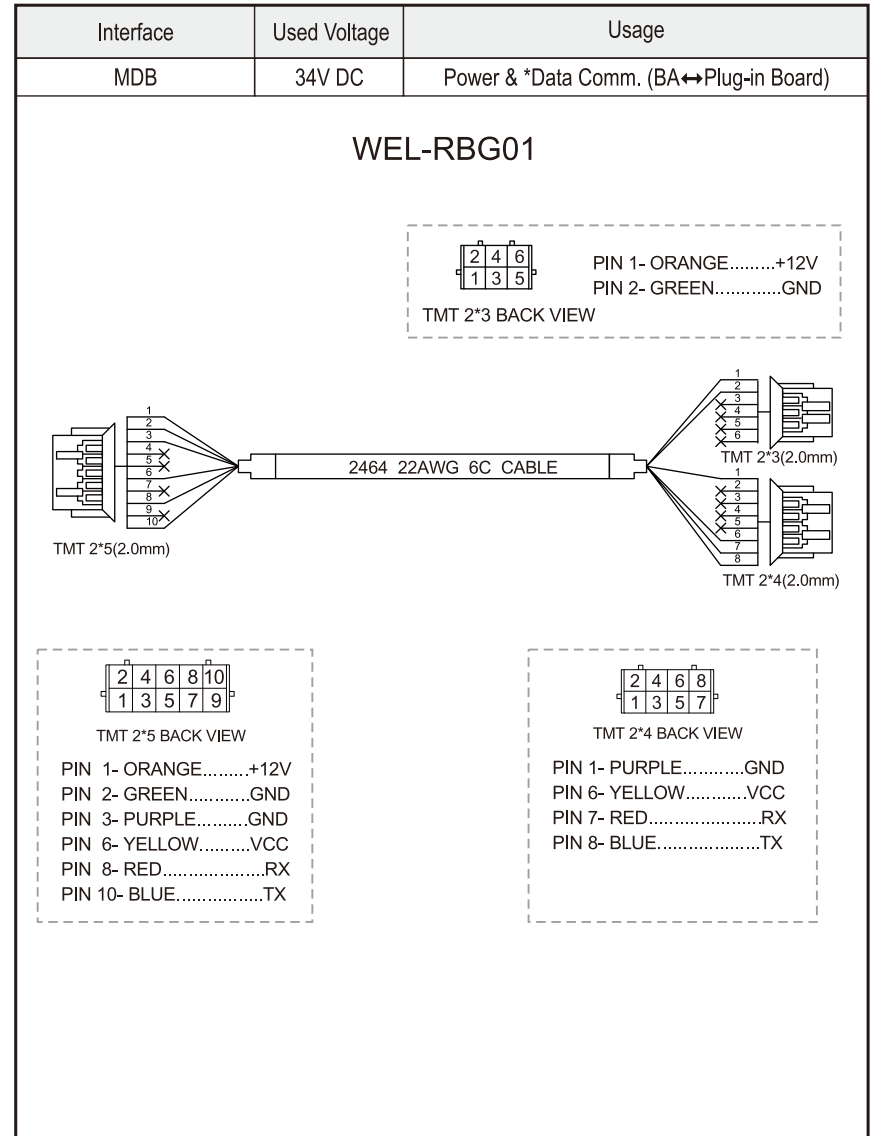 Interface Used Voltage Usage
MDB 34V DC Power & *Data Comm. (BA↔Plug-in Board)
WEL-RBG01
2 4 6
1 3 5
TMT 2*3 BACK VIEW
PIN 1- ORANGE.........+12V
PIN 2- GREEN.............GND
1
2
3
4
5
6
7
8
9
10
TMT 2*5(2.0mm)
2464 22AWG 6C CABLE
1
2
3
4
5
6
TMT 2*3(2.0mm)
1
2
3
4
5
6
7
8
TMT 2*4(2.0mm)
2 4 6 8 10
1 3 5 7 9
TMT 2*5 BACK VIEW
PIN 1- ORANGE........+12V
PIN 2- GREEN...........GND
PIN 3- PURPLE.........GND
PIN 6- YELLOW.........VCC
PIN 8- RED..................RX
PIN 10- BLUE................TX
2 4 6 8
1 3 5 7
TMT 2*4 BACK VIEW
PIN 1- PURPLE...........GND
PIN 6- YELLOW...........VCC
PIN 7- RED......................RX
PIN 8- BLUE....................TX